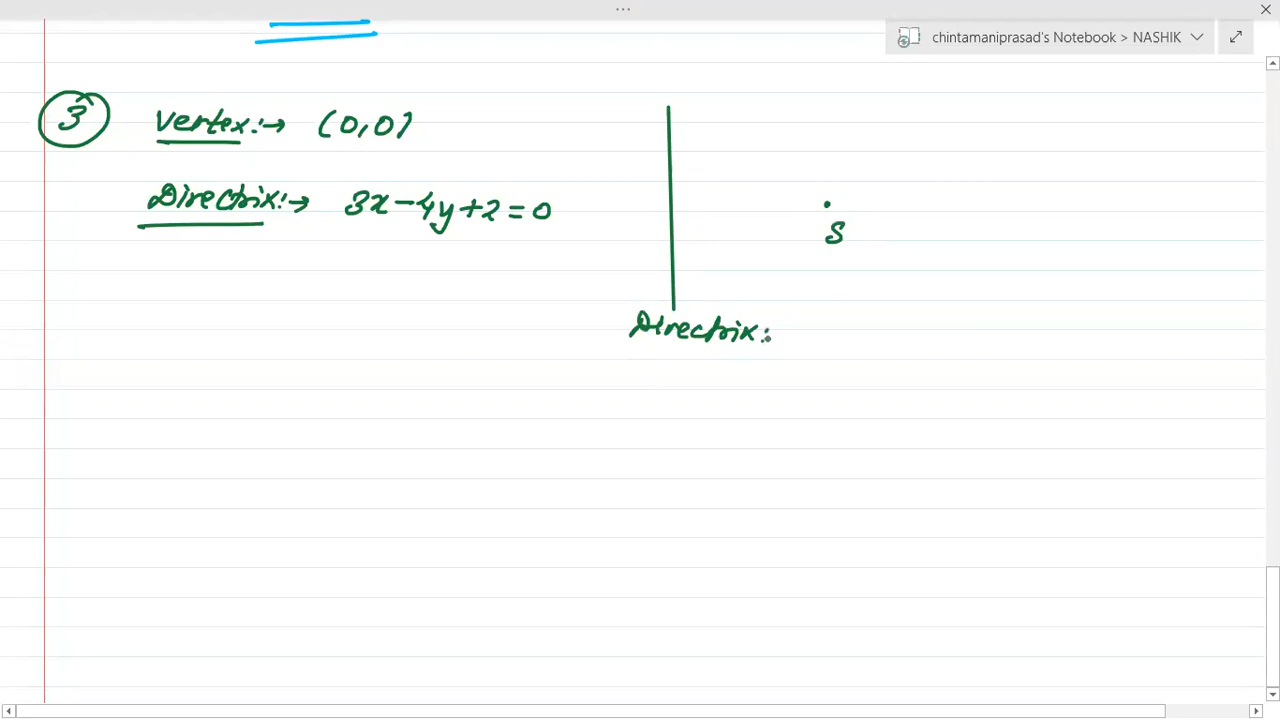 ...
chintamaniprasad's Notebook > NASHIK
3 Vertex:→ (0,0)
Directrix:→ 3x-4y+2=0
S
Directrix: